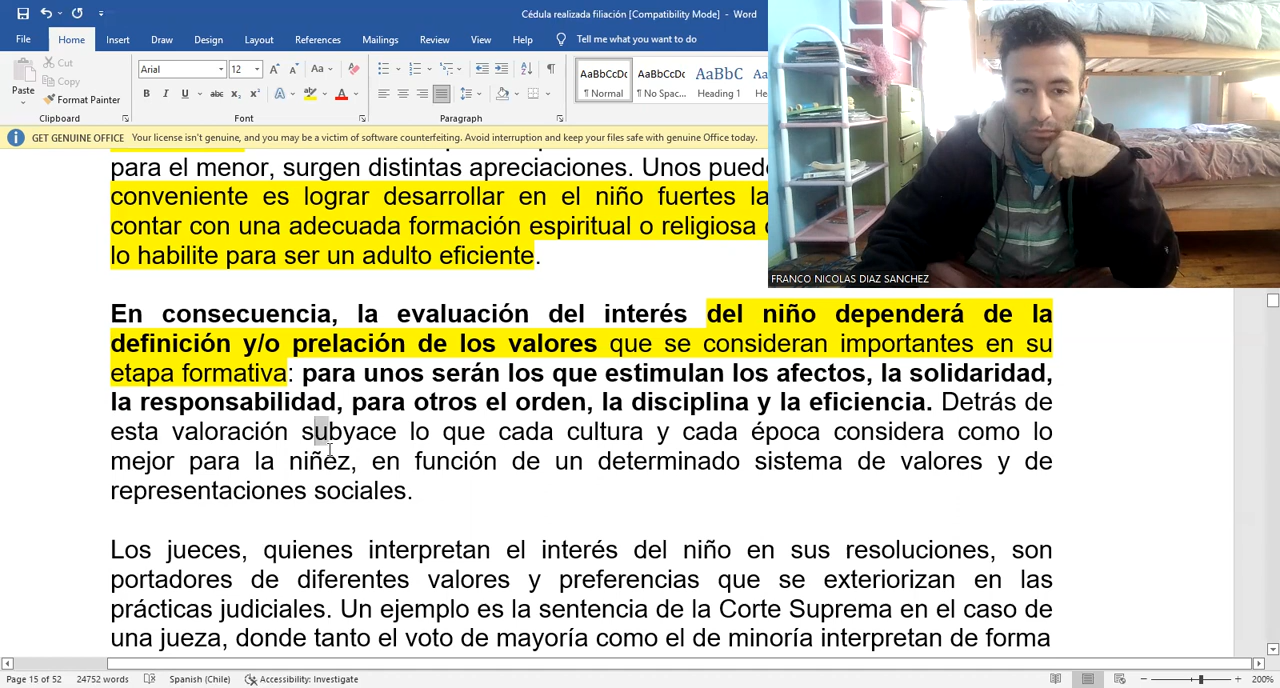 Cédula realizada filiación [Compatibility Mode] - Word
File Home Insert Draw Design Layout References Mailings Review View Help Tell me what you want to do
Paste
Cut
Copy
Format Painter
Arial 12
AaBbCcDc AaBbCcDc AaBbC
¶ Normal ¶ No Spac... Heading 1
Clipboard Font Paragraph
GET GENUINE OFFICE Your license isn't genuine, and you may be a victim of software counterfeiting. Avoid interruption and keep your files safe with genuine Office today.
para el menor, surgen distintas apreciaciones. Unos
conveniente es lograr desarrollar en el niño fuertes
contar con una adecuada formación espiritual o religiosa
lo habilite para ser un adulto eficiente.
FRANCO NICOLAS DIAZ SANCHEZ
En consecuencia, la evaluación del interés del niño dependerá de la
definición y/o prelación de los valores que se consideran importantes en su
etapa formativa: para unos serán los que estimulan los afectos, la solidaridad,
la responsabilidad, para otros el orden, la disciplina y la eficiencia. Detrás de
esta valoración subyace lo que cada cultura y cada época considera como lo
mejor para la niñez, en función de un determinado sistema de valores y de
representaciones sociales.
Los jueces, quienes interpretan el interés del niño en sus resoluciones, son
portadores de diferentes valores y preferencias que se exteriorizan en las
prácticas judiciales. Un ejemplo es la sentencia de la Corte Suprema en el caso de
una jueza, donde tanto el voto de mayoría como el de minoría interpretan de forma
Page 15 of 52 24752 words Spanish (Chile) Accessibility: Investigate 200%